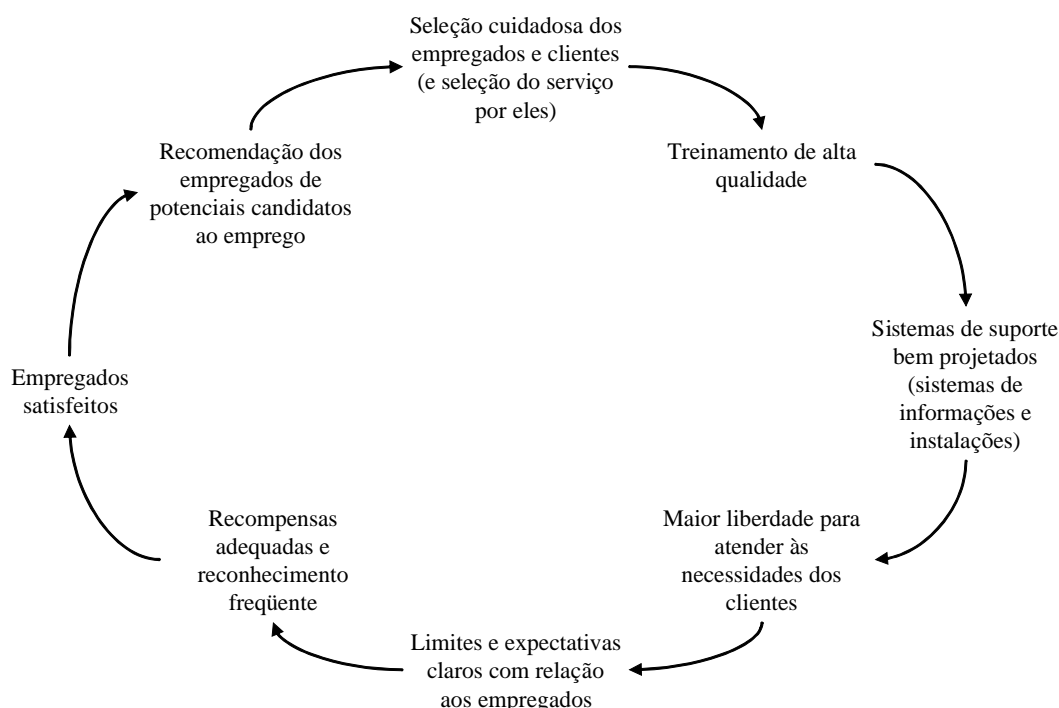 Seleção cuidadosa dos
empregados e clientes
(e seleção do serviço
por eles)
Treinamento de alta
qualidade
Sistemas de suporte
bem projetados
(sistemas de
informações e
instalações)
Maior liberdade para
atender às
necessidades dos
clientes
Limites e expectativas
claros com relação
aos empregados
Recompensas
adequadas e
reconhecimento
freqüente
Empregados
satisfeitos
Recomendação dos
empregados de
potenciais candidatos
ao emprego